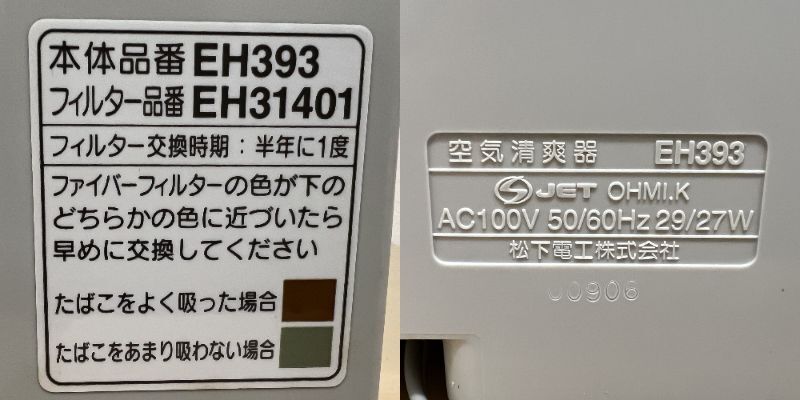 本体品番 EH393
フィルター品番 EH31401
フィルター交換時期：半年に1度
ファイバーフィルターの色が下の
どちらかの色に近づいたら
早めに交換してください
たばこをよく吸った場合
たばこをあまり吸わない場合
空気清爽器 EH393
JET OHMI.K
AC100V 50/60Hz 29/27W
松下電工株式会社